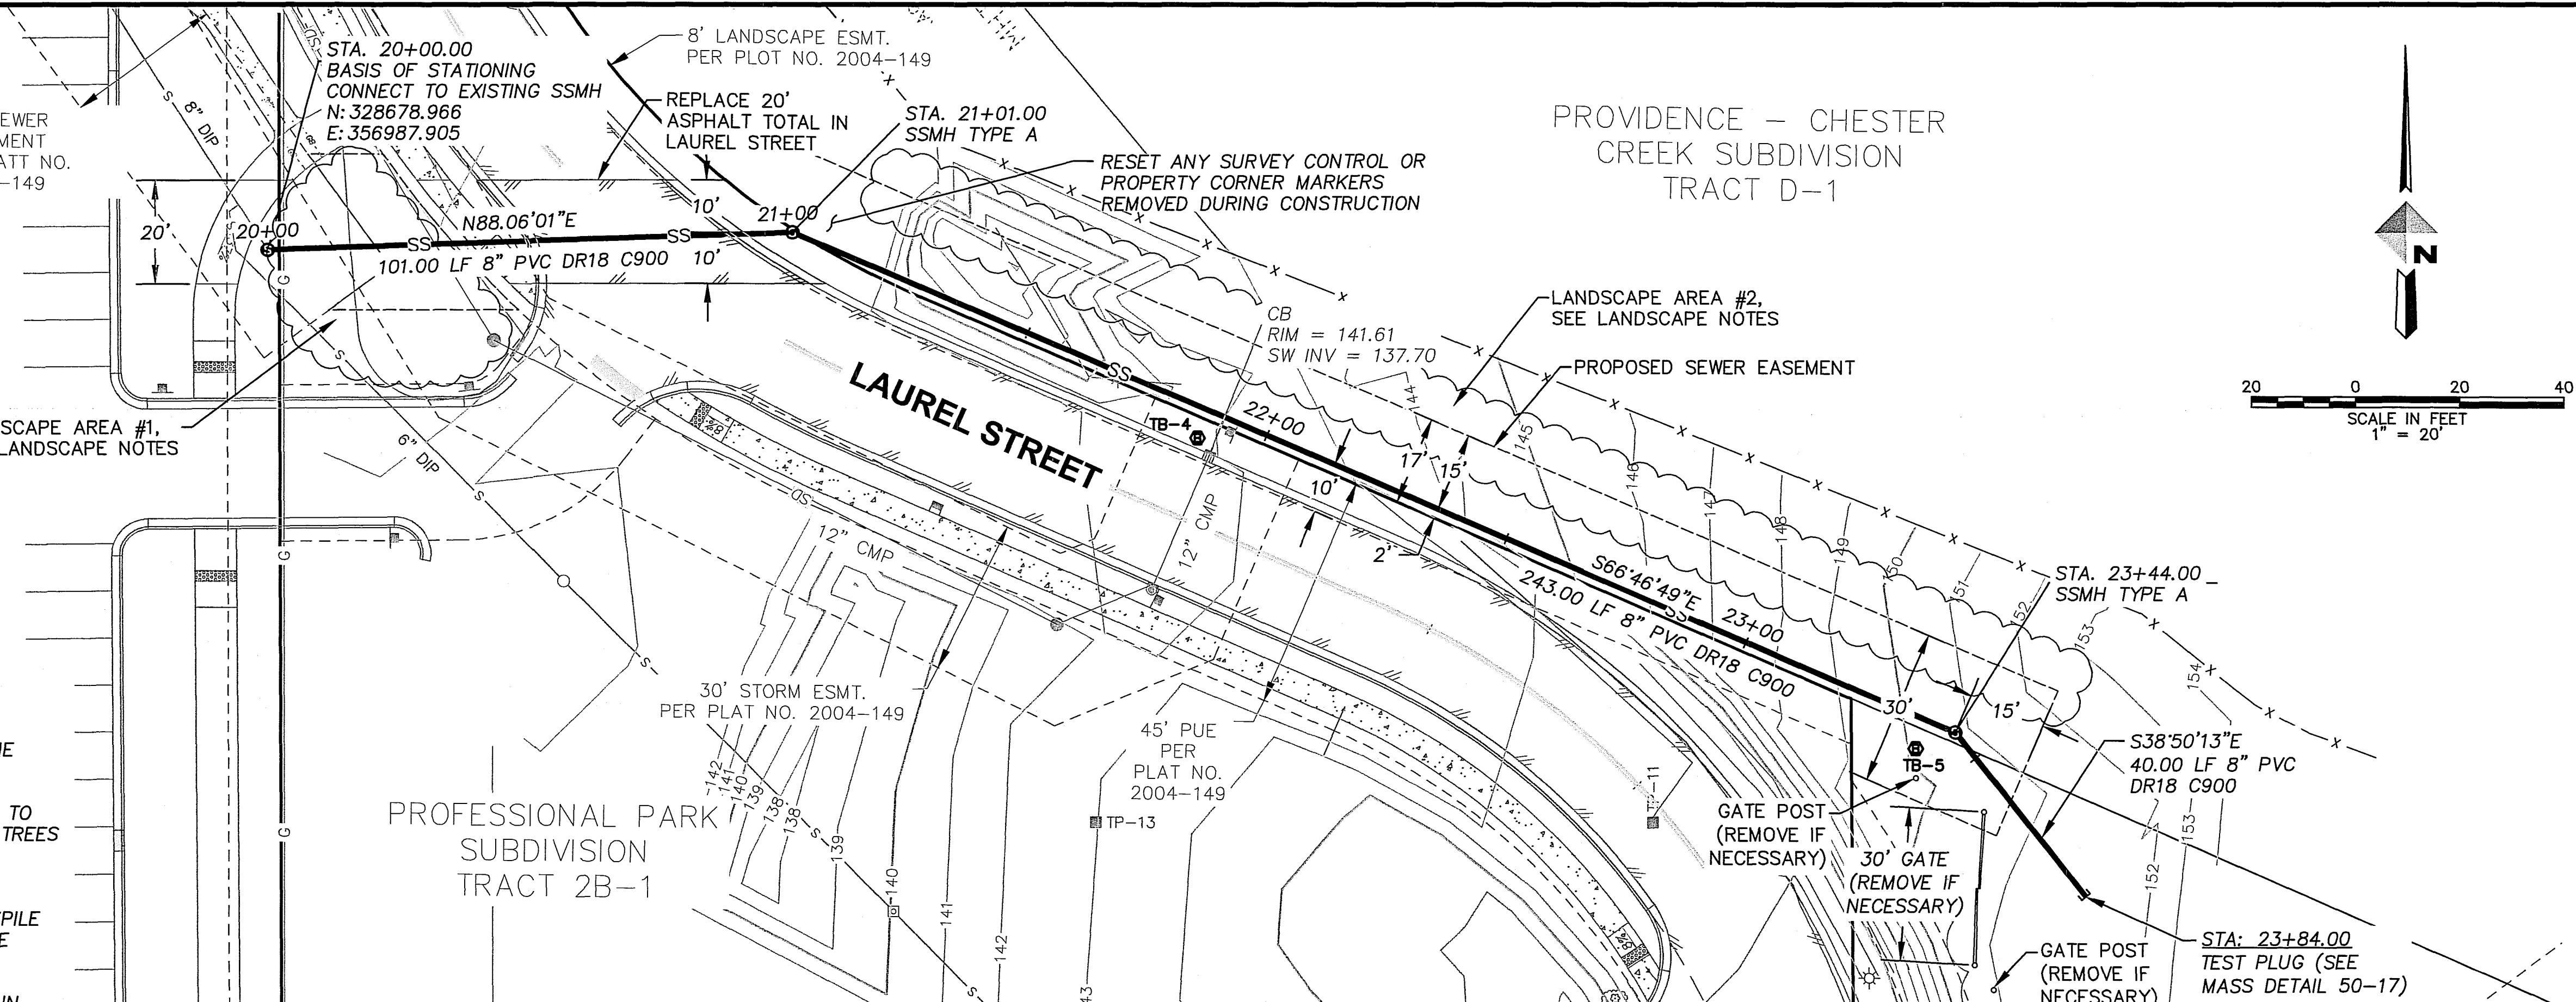 STA. 20+00.00
BASIS OF STATIONING
CONNECT TO EXISTING SSMH
N: 328678.966
E: 356987.905
8' LANDSCAPE ESMT.
PER PLOT NO. 2004-149
REPLACE 20'
ASPHALT TOTAL IN
LAUREL STREET
STA. 21+01.00
SSMH TYPE A
RESET ANY SURVEY CONTROL OR
PROPERTY CORNER MARKERS
REMOVED DURING CONSTRUCTION
PROVIDENCE - CHESTER
CREEK SUBDIVISION
TRACT D-1
N
20 0 20 40
SCALE IN FEET
1" = 20'
EWER
MENT
ATT NO.
-149
8" DIP
SD
S
20'
20+00
N88.06'01"E
10'
21+00
SS
SS
101.00 LF 8" PVC DR18 C900
10'
G
X
LANDSCAPE AREA #2,
SEE LANDSCAPE NOTES
PROPOSED SEWER EASEMENT
CB
RIM = 141.61
SW INV = 137.70
SS
LAUREL STREET
TB-4
22+00
44
145
146
147
148
149
150
151
152
153
154
17'
15'
10'
2'
SCAPE AREA #1,
LANDSCAPE NOTES
6" DIP
8%
SD
12" CMP
12" CMP
S66°46'49"E
243.00 LF 8" PVC DR18 C900
SS
23+00
STA. 23+44.00
SSMH TYPE A
30'
15'
TB-5
S38°50'13"E
40.00 LF 8" PVC
DR18 C900
30' STORM ESMT.
PER PLAT NO. 2004-149
45' PUE
PER
PLAT NO.
2004-149
142
141
140
139
138
138
139
140
141
142
43
TP-13
PROFESSIONAL PARK
SUBDIVISION
TRACT 2B-1
GATE POST
(REMOVE IF
NECESSARY)
30' GATE
(REMOVE IF
NECESSARY)
152
153
GATE POST
(REMOVE IF
NECESSARY)
STA: 23+84.00
TEST PLUG (SEE
MASS DETAIL 50-17)
8%
TO
TREES
PILE
E
IN